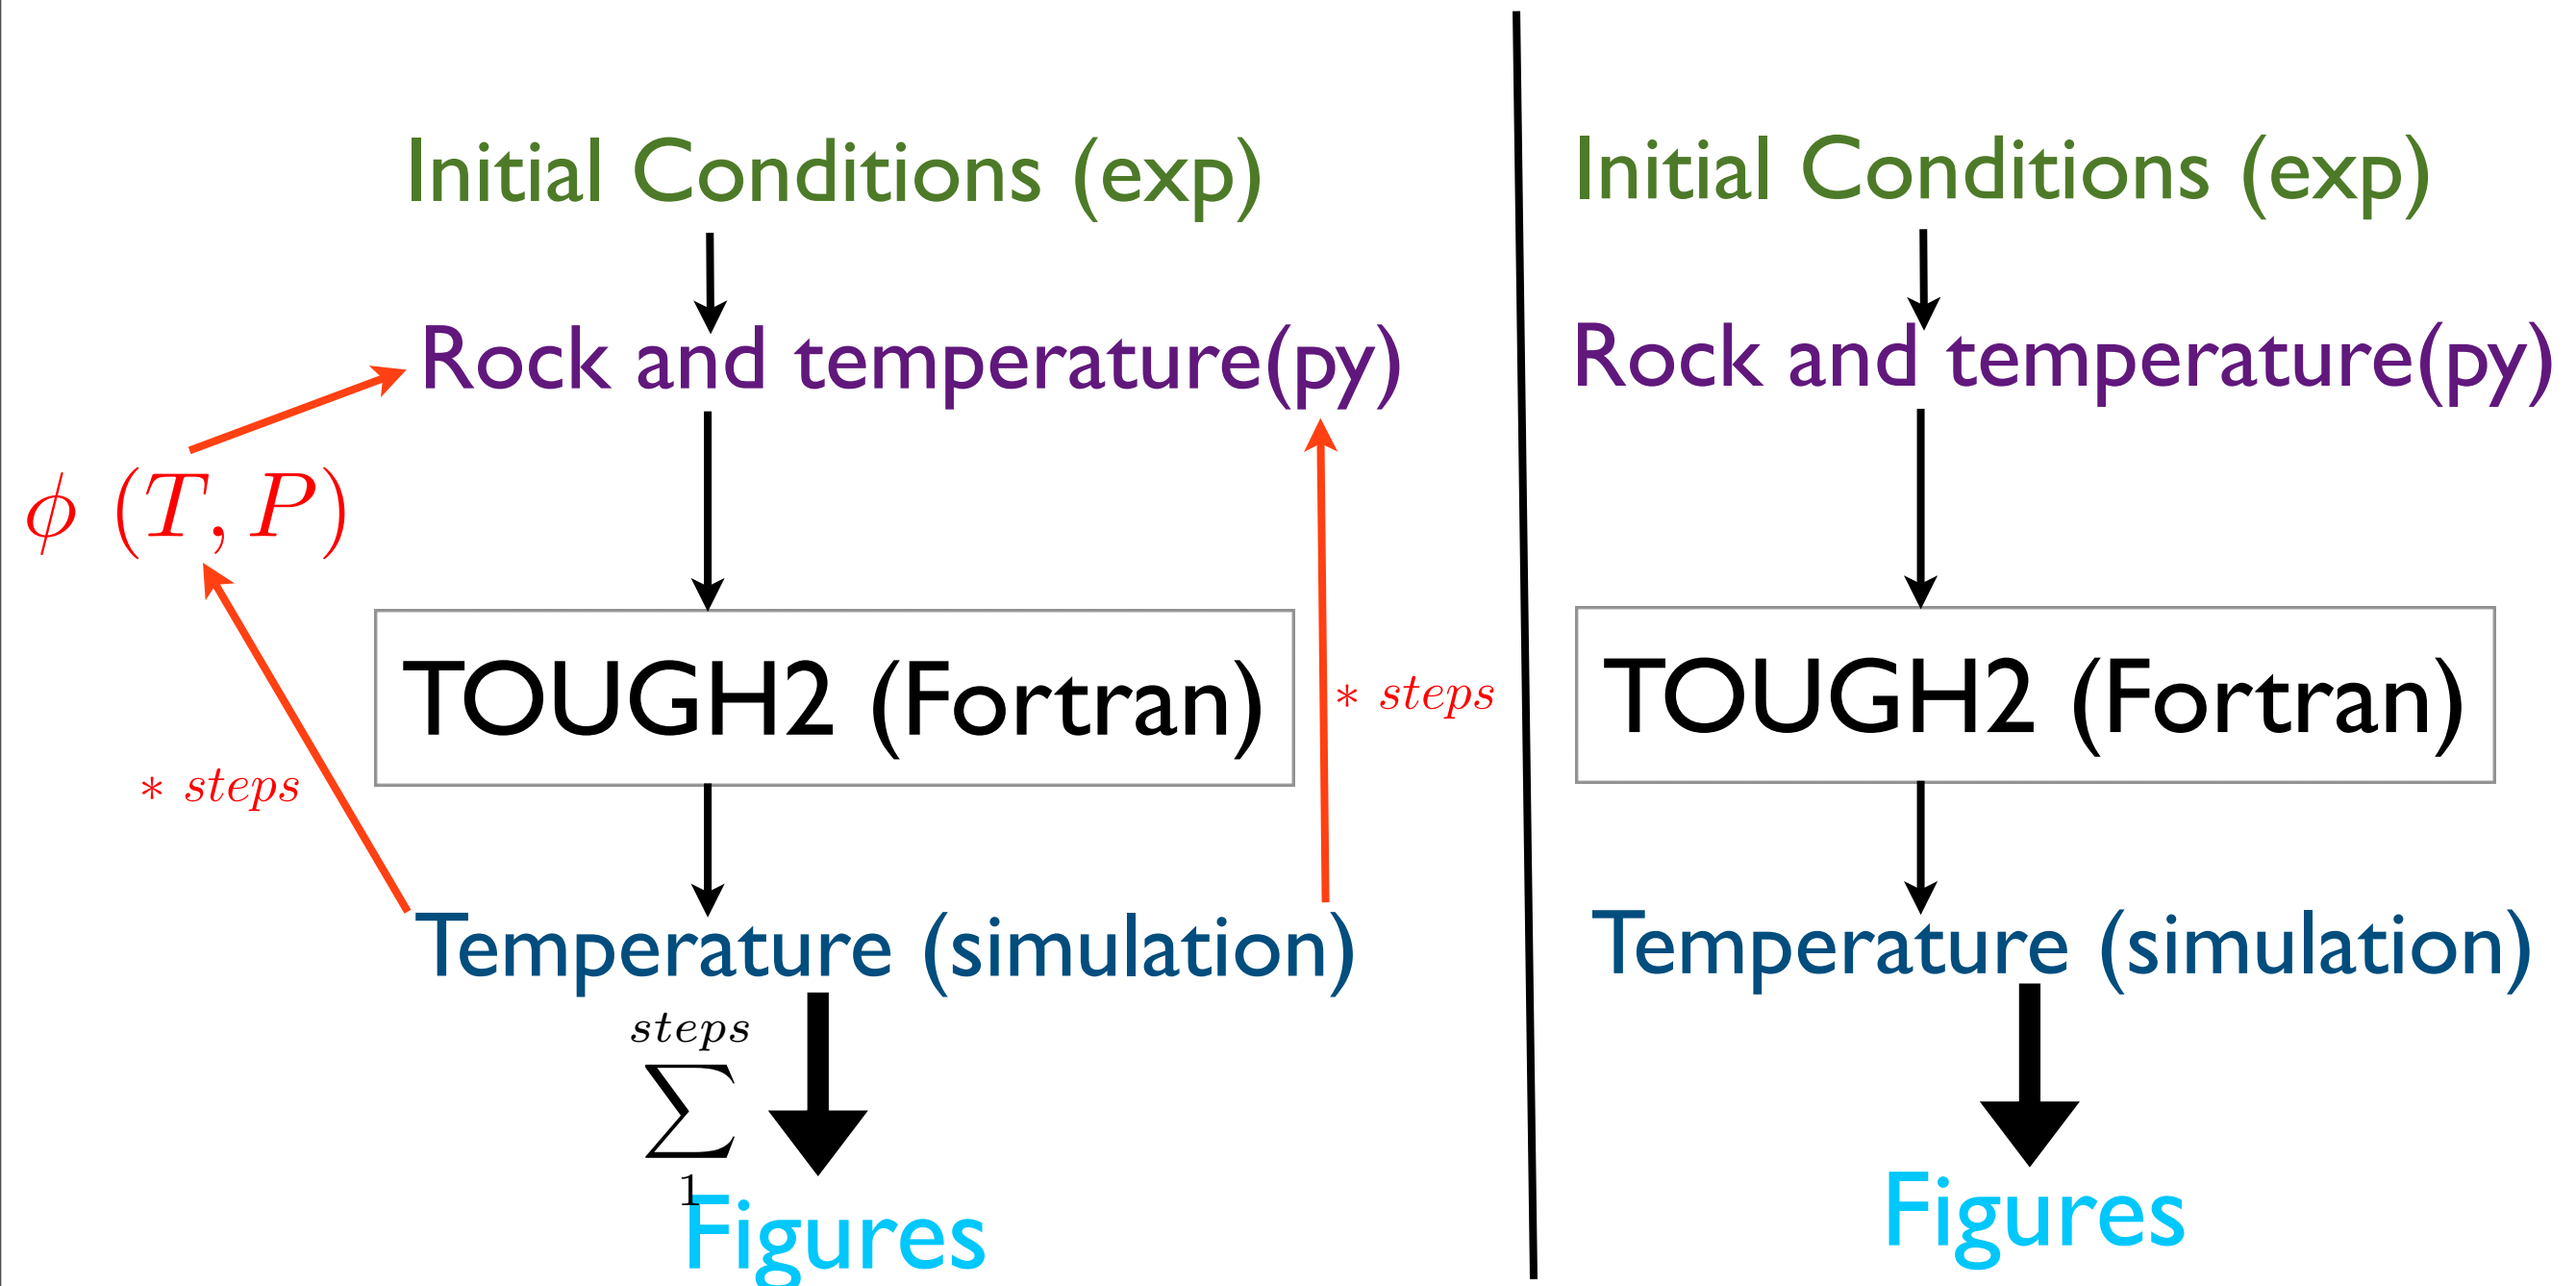 Initial Conditions (exp)
Rock and temperature(py)
ϕ (T, P)
TOUGH2 (Fortran)
* steps
* steps
Temperature (simulation)
steps
∑
1
Figures
Initial Conditions (exp)
Rock and temperature(py)
TOUGH2 (Fortran)
Temperature (simulation)
Figures